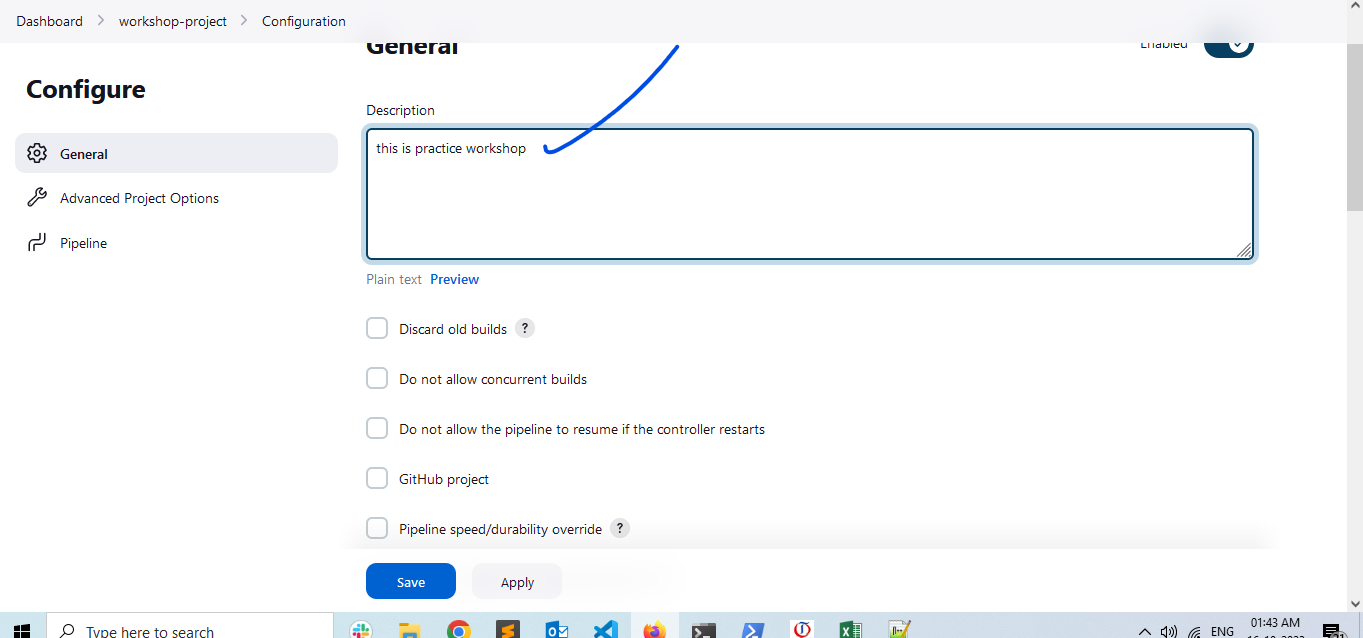 Dashboard > workshop-project > Configuration
General
Enabled
Configure
General
Advanced Project Options
Pipeline
Description
this is practice workshop
Plain text Preview
Discard old builds ?
Do not allow concurrent builds
Do not allow the pipeline to resume if the controller restarts
GitHub project
Pipeline speed/durability override ?
Save Apply
Type here to search
ENG
01:43 AM